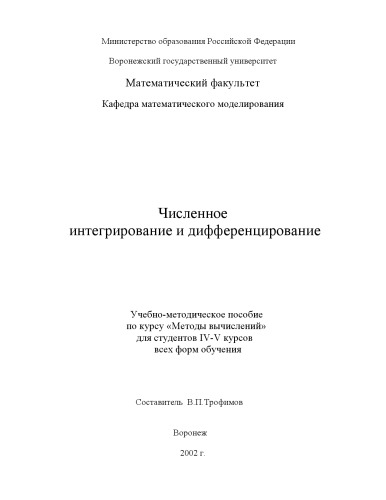 Министерство образования Российской Федерации
Воронежский государственный университет
Математический факультет
Кафедра математического моделирования
Численное
интегрирование и дифференцирование
Учебно-методическое пособие
по курсу «Методы вычислений»
для студентов IV-V курсов
всех форм обучения
Составитель В.П.Трофимов
Воронеж
2002 г.